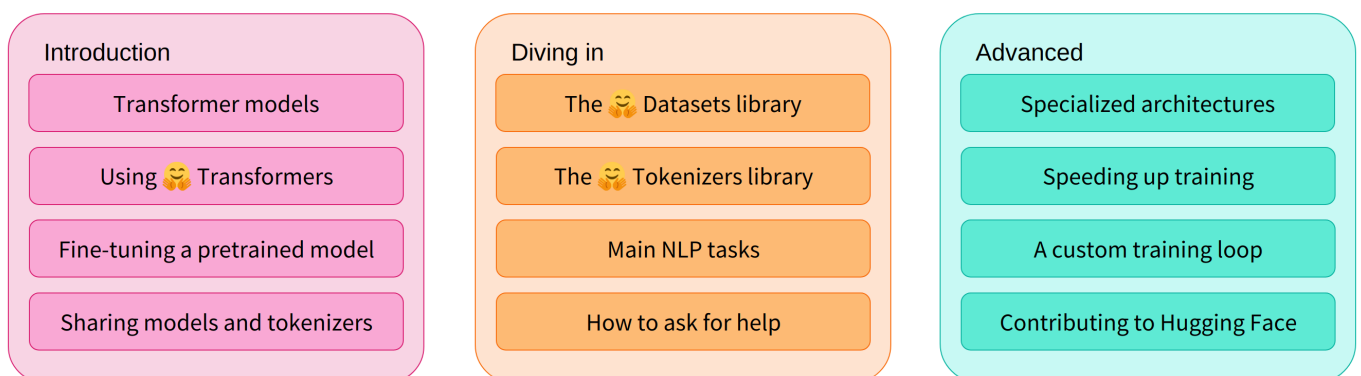 Introduction
Transformer models
Using 🤗 Transformers
Fine-tuning a pretrained model
Sharing models and tokenizers
Diving in
The 🤗 Datasets library
The 🤗 Tokenizers library
Main NLP tasks
How to ask for help
Advanced
Specialized architectures
Speeding up training
A custom training loop
Contributing to Hugging Face